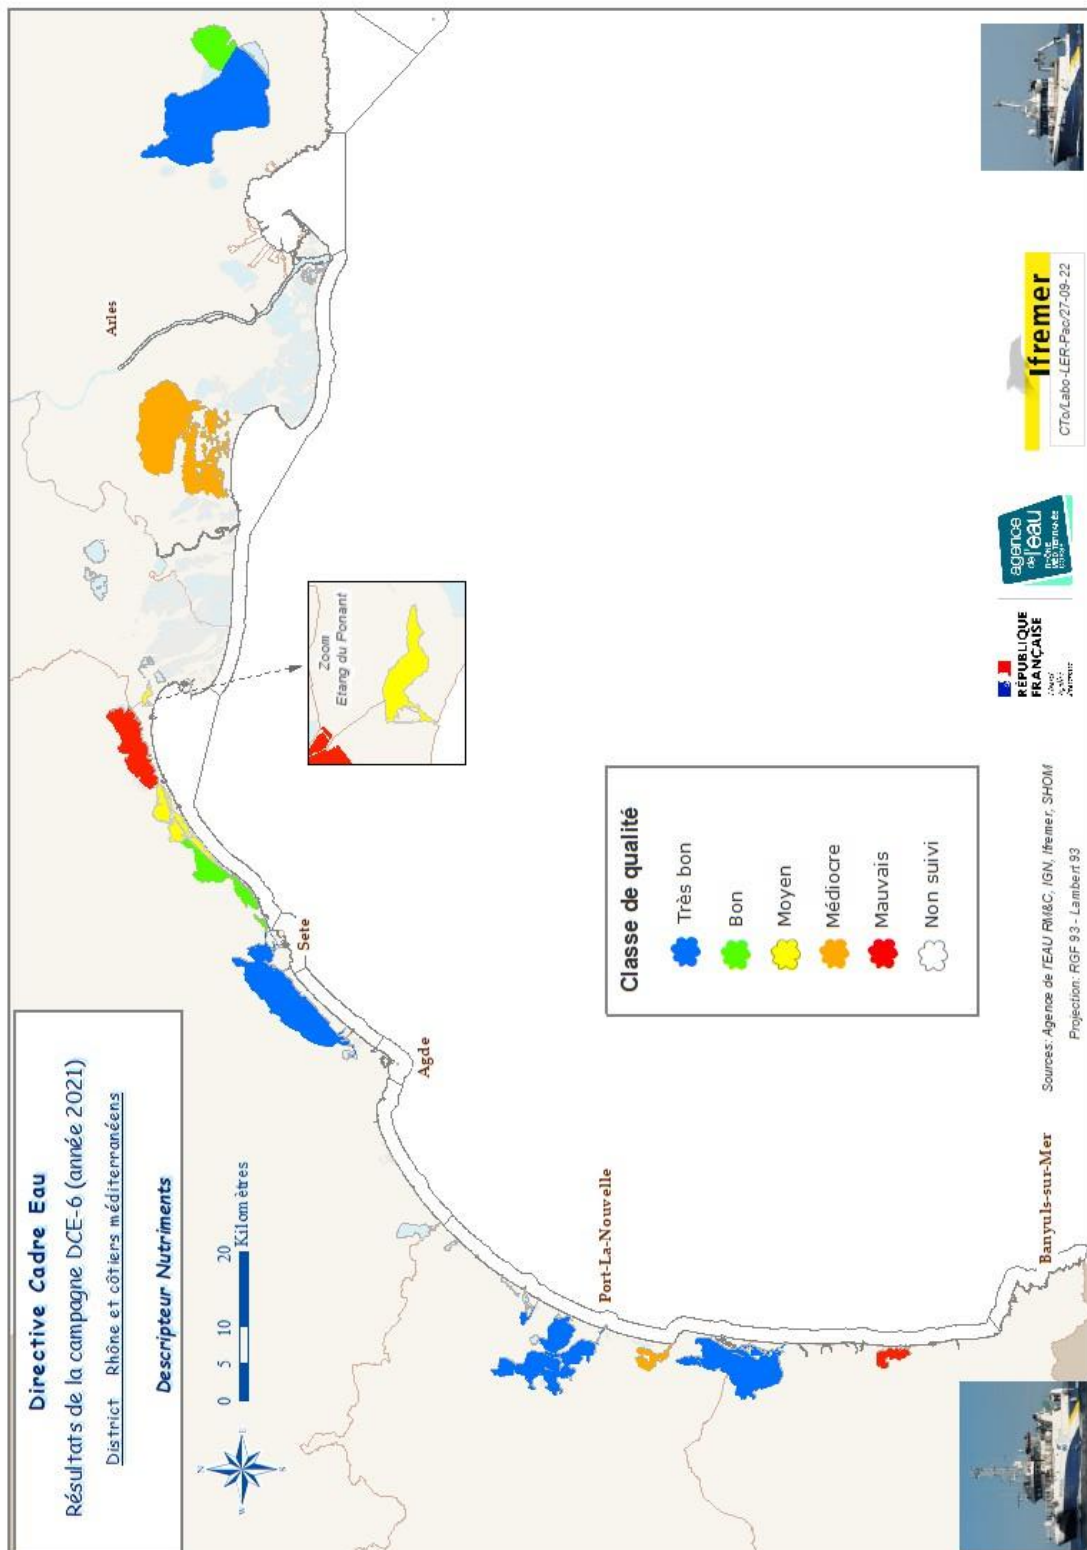 Directive Cadre Eau
Résultats de la campagne DCE-6 (année 2021)
District Rhône et côtiers méditerranéens
Descripteur Nutriments
N
W
E
S
0 5 10 20
Kilomètres
Arles
Sete
Agde
Port-La-Nouvelle
Banyuls-sur-Mer
Zoom
Etang du Ponant
Classe de qualité
Très bon
Bon
Moyen
Médiocre
Mauvais
Non suivi
Sources: Agence de l'EAU RM&C, IGN, Ifremer, SHOM
Projection: RGF 93 - Lambert 93
RÉPUBLIQUE
FRANÇAISE
agence
de l'eau
RHÔNE
MÉDITERRANÉE
CORSE
Ifremer
CTo/Labo-LER-Pac/27-09-22